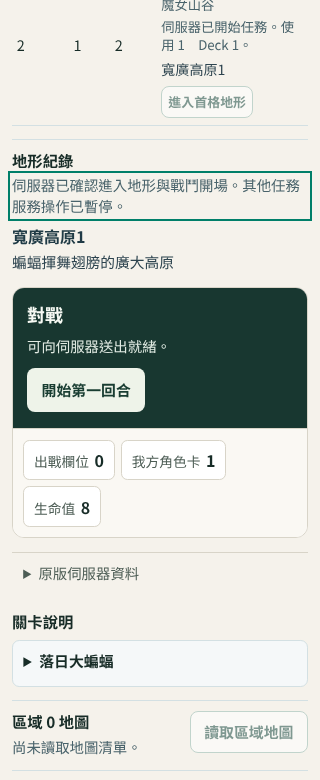 魔女山谷
2 1 2 伺服器已開始任務。使
用 1 Deck 1。
寬廣高原1
進入首格地形
地形紀錄
伺服器已確認進入地形與戰鬥開場。其他任務
服務操作已暫停。
寬廣高原1
蝙蝠揮舞翅膀的廣大高原
對戰
可向伺服器送出就緒。
開始第一回合
出戰欄位 0 我方角色卡 1
生命值 8
▶ 原版伺服器資料
關卡說明
▶ 落日大蝙蝠
區域 0 地圖
尚未讀取地圖清單。
讀取區域地圖